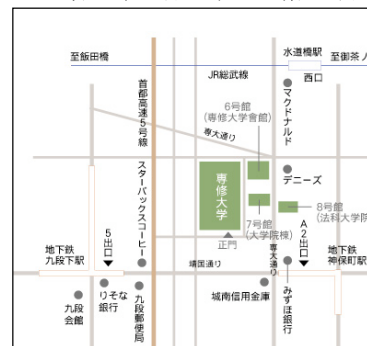 至飯田橋
水道橋駅
至御茶ノ
JR総武線
西口
首都高速5号線
マクドナルド
6号館
(専修大学會館)
専大通り
スターバックスコーヒー
専修大学
デニーズ
8号館
(法科大学院
7号館
(大学院棟)
正門
専大通り
A2出口
地下鉄
九段下駅
5出口
靖国通り
地下鉄
神保町駅
りそな
銀行
九段
会館
九段郵便局
城南信用金庫
みずほ銀行